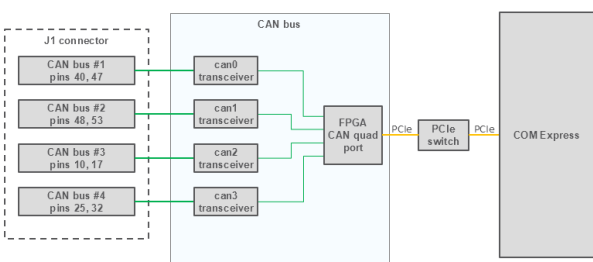 CAN bus
J1 connector
CAN bus #1
pins 40, 47
can0
transceiver
CAN bus #2
pins 48, 53
can1
transceiver
CAN bus #3
pins 10, 17
can2
transceiver
CAN bus #4
pins 25, 32
can3
transceiver
FPGA
CAN quad
port
PCIe
PCIe
switch
PCIe
COM Express